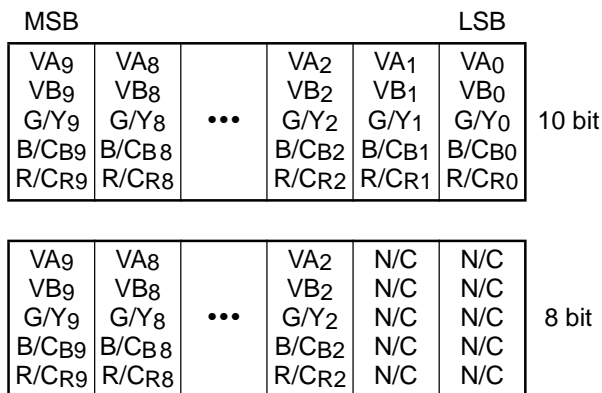 MSB LSB
VA9 VA8 VA2 VA1 VA0
VB9 VB8 VB2 VB1 VB0
G/Y9 G/Y8 ••• G/Y2 G/Y1 G/Y0 10 bit
B/CB9 B/CB8 B/CB2 B/CB1 B/CB0
R/CR9 R/CR8 R/CR2 R/CR1 R/CR0
VA9 VA8 VA2 N/C N/C
VB9 VB8 VB2 N/C N/C
G/Y9 G/Y8 ••• G/Y2 N/C N/C 8 bit
B/CB9 B/CB8 B/CB2 N/C N/C
R/CR9 R/CR8 R/CR2 N/C N/C